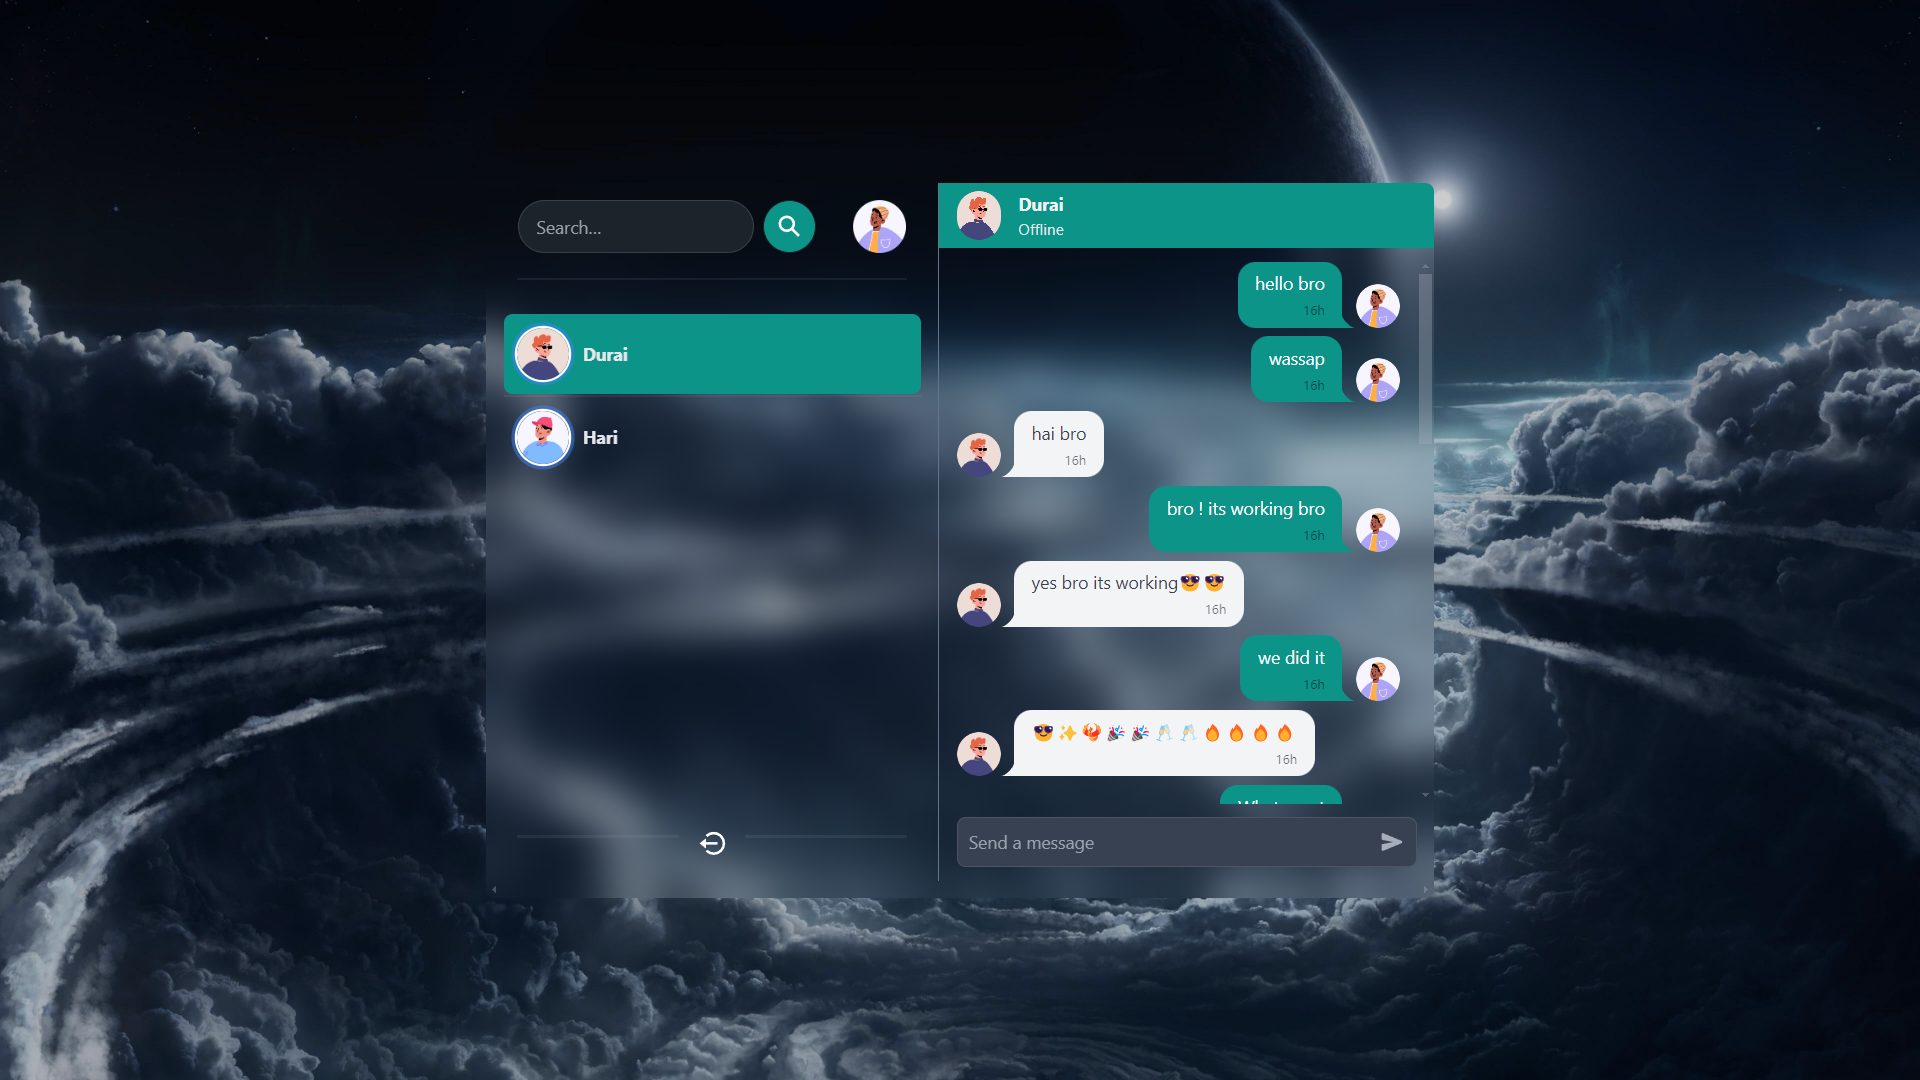 Search...
Durai
Hari
Durai
Offline
hello bro
16h
wassap
16h
hai bro
16h
bro ! its working bro
16h
yes bro its working😎 😎
16h
we did it
16h
😎 ✨ ❤️‍🔥 🎉 🎉 🥂 🥂 🔥 🔥 🔥 🔥
16h
Send a message